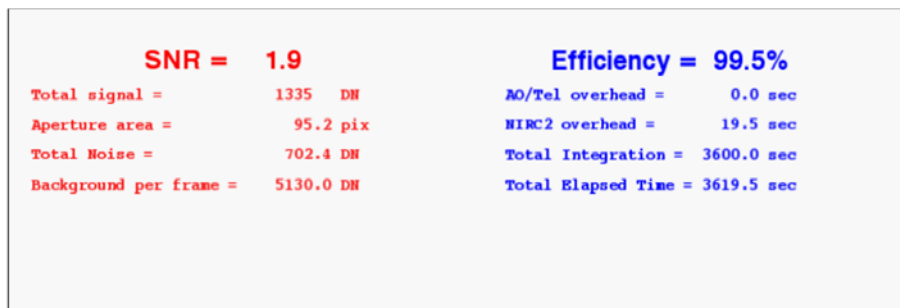 SNR = 1.9
Total signal = 1335 DN
Aperture area = 95.2 pix
Total Noise = 702.4 DN
Background per frame = 5130.0 DN
Efficiency = 99.5%
AO/Tel overhead = 0.0 sec
NIRC2 overhead = 19.5 sec
Total Integration = 3600.0 sec
Total Elapsed Time = 3619.5 sec